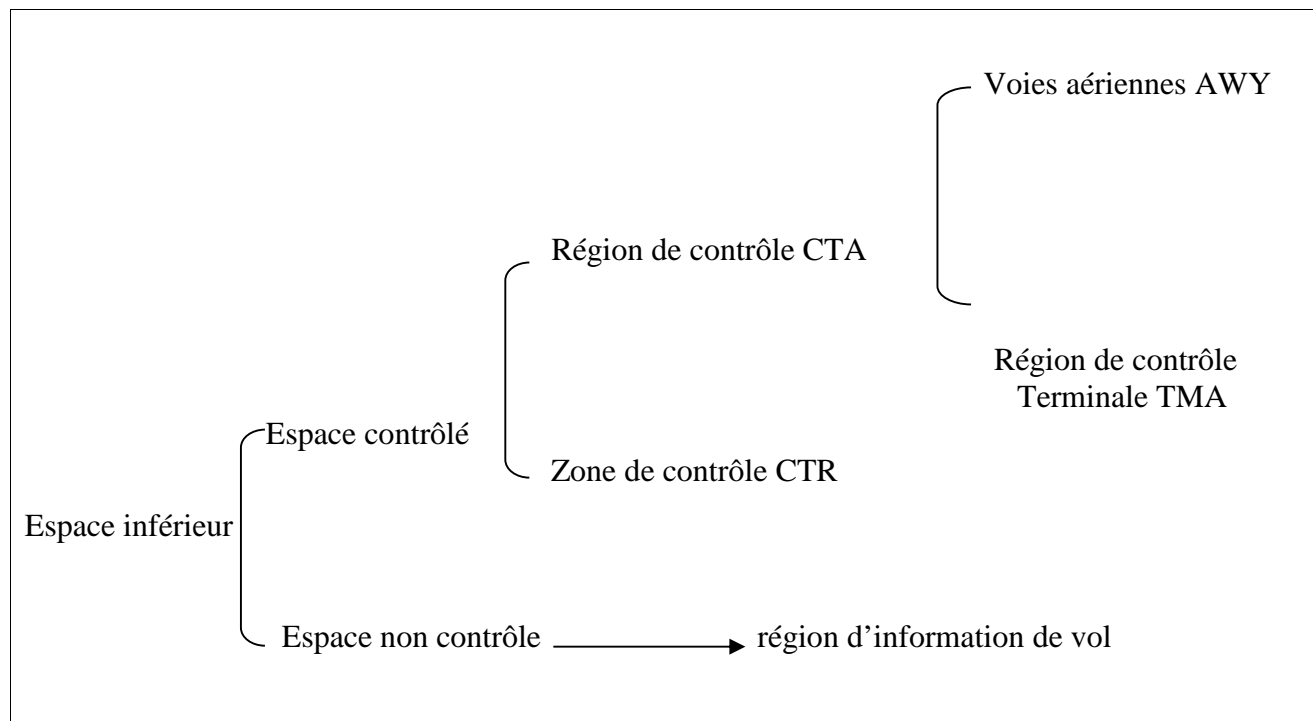 Voies aériennes AWY
Région de contrôle CTA
Région de contrôle
Terminale TMA
Espace contrôlé
Zone de contrôle CTR
Espace inférieur
Espace non contrôle
région d’information de vol